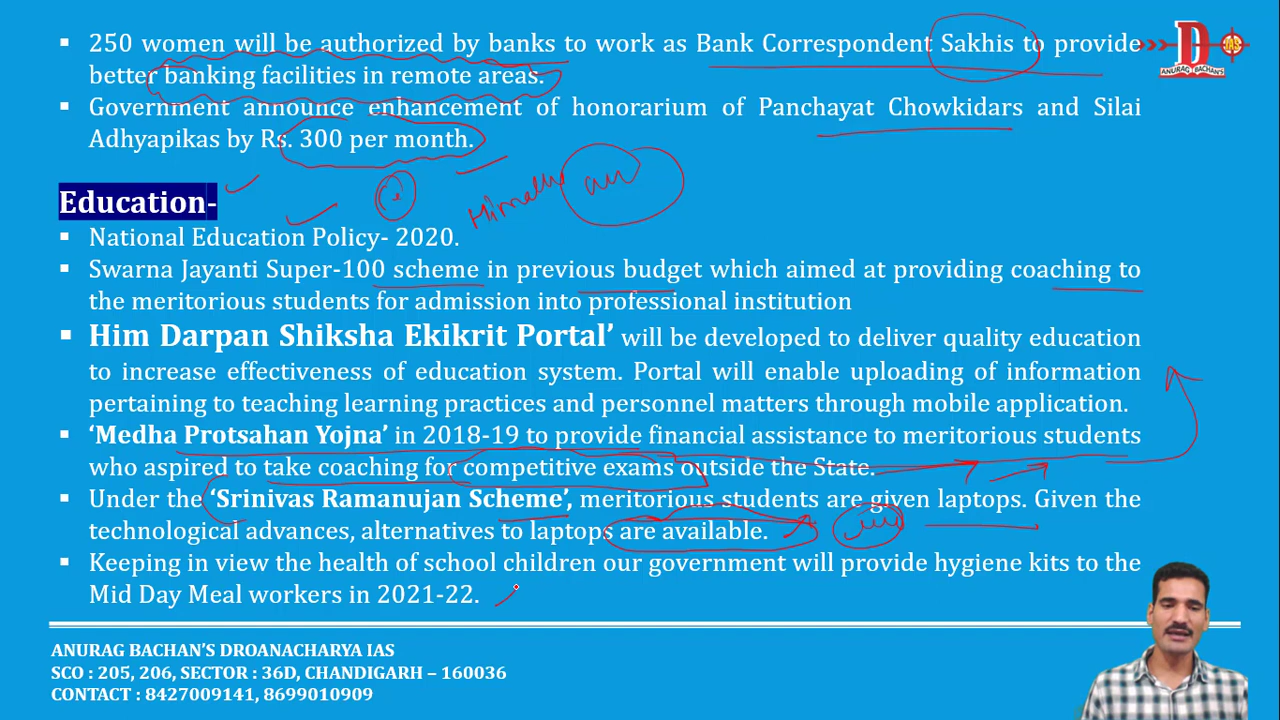 ▪ 250 women will be authorized by banks to work as Bank Correspondent Sakhis to provide
better banking facilities in remote areas.
▪ Government announce enhancement of honorarium of Panchayat Chowkidars and Silai
Adhyapikas by Rs. 300 per month.
D
IAS
ANURAG BACHAN'S
Education-
▪ National Education Policy- 2020.
▪ Swarna Jayanti Super-100 scheme in previous budget which aimed at providing coaching to
the meritorious students for admission into professional institution
▪ Him Darpan Shiksha Ekikrit Portal’ will be developed to deliver quality education
to increase effectiveness of education system. Portal will enable uploading of information
pertaining to teaching learning practices and personnel matters through mobile application.
▪ ‘Medha Protsahan Yojna’ in 2018-19 to provide financial assistance to meritorious students
who aspired to take coaching for competitive exams outside the State.
▪ Under the ‘Srinivas Ramanujan Scheme’, meritorious students are given laptops. Given the
technological advances, alternatives to laptops are available.
▪ Keeping in view the health of school children our government will provide hygiene kits to the
Mid Day Meal workers in 2021-22.
ANURAG BACHAN’S DROANACHARYA IAS
SCO : 205, 206, SECTOR : 36D, CHANDIGARH – 160036
CONTACT : 8427009141, 8699010909